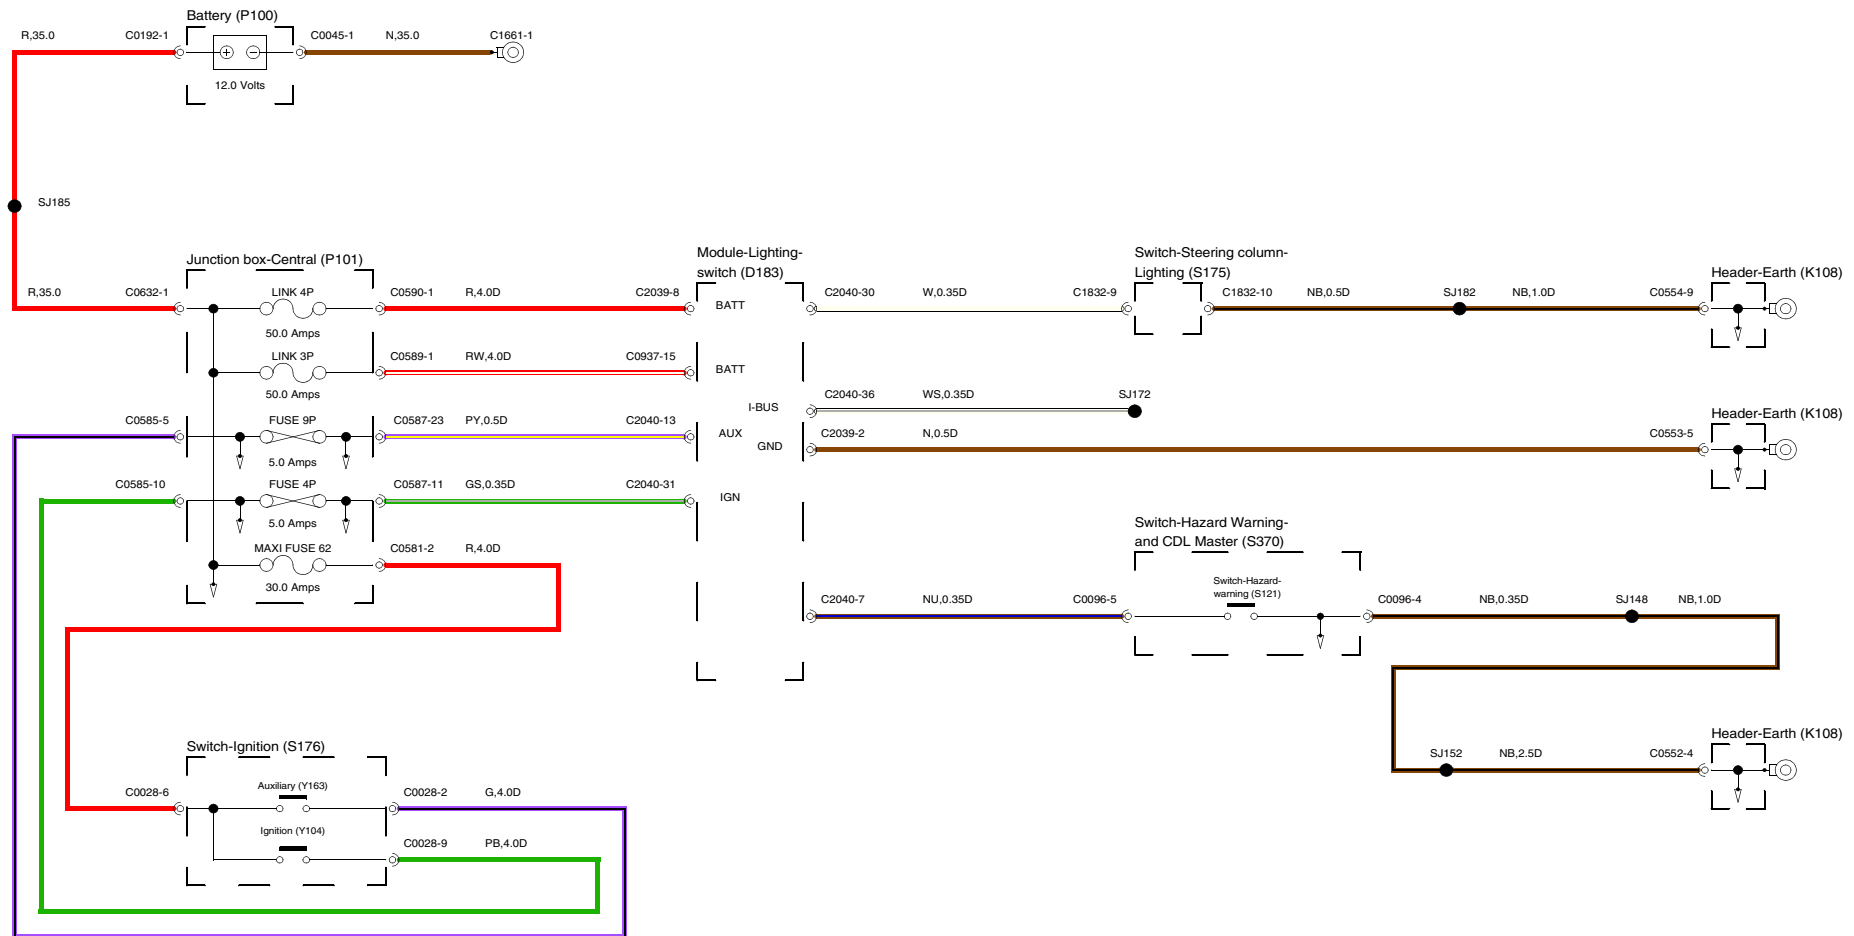 Battery (P100)
R,35.0
C0192-1
C0045-1
N,35.0
C1661-1
12.0 Volts
SJ185
Junction box-Central (P101)
Module-Lighting-
switch (D183)
Switch-Steering column-
Lighting (S175)
Header-Earth (K108)
R,35.0
C0632-1
LINK 4P
C0590-1
R,4.0D
C2039-8
BATT
C2040-30
W,0.35D
C1832-9
C1832-10
NB,0.5D
SJ182
NB,1.0D
C0554-9
50.0 Amps
LINK 3P
C0589-1
RW,4.0D
C0937-15
BATT
50.0 Amps
I-BUS
C2040-36
WS,0.35D
SJ172
Header-Earth (K108)
C0585-5
FUSE 9P
C0587-23
PY,0.5D
C2040-13
AUX
GND
C2039-2
N,0.5D
C0553-5
5.0 Amps
C0585-10
FUSE 4P
C0587-11
GS,0.35D
C2040-31
IGN
5.0 Amps
Switch-Hazard Warning-
and CDL Master (S370)
MAXI FUSE 62
C0581-2
R,4.0D
30.0 Amps
Switch-Hazard-
warning (S121)
C2040-7
NU,0.35D
C0096-5
C0096-4
NB,0.35D
SJ148
NB,1.0D
Switch-Ignition (S176)
Header-Earth (K108)
SJ152
NB,2.5D
C0552-4
Auxiliary (Y163)
C0028-6
C0028-2
G,4.0D
Ignition (Y104)
C0028-9
PB,4.0D